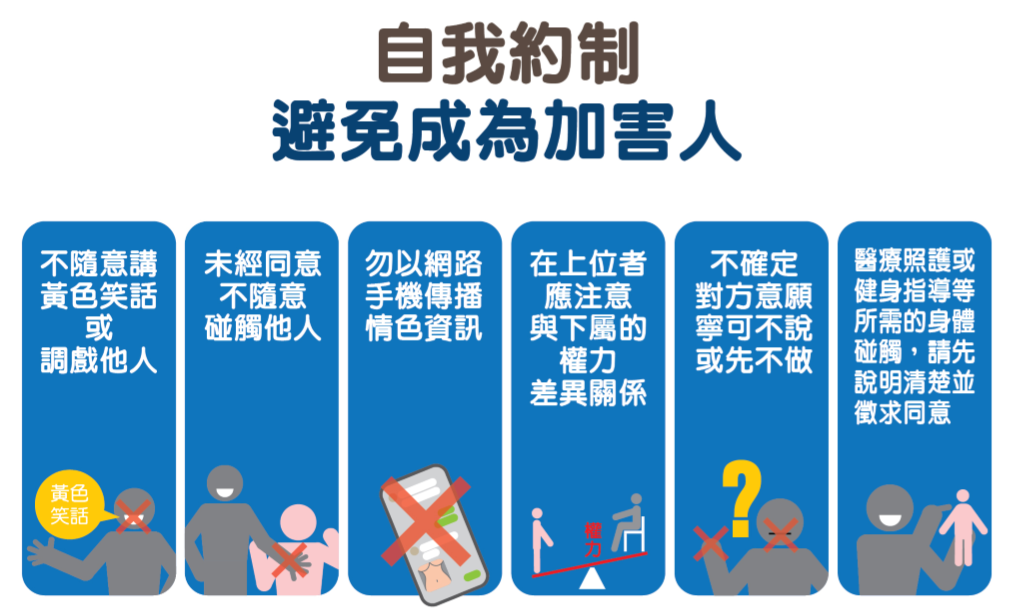 自我約制
避免成為加害人
不隨意講
黃色笑話
或
調戲他人
黃色
笑話
未經同意
不隨意
碰觸他人
勿以網路
手機傳播
情色資訊
在上位者
應注意
與下屬的
權力
差異關係
權
力
不確定
對方意願
寧可不說
或先不做
?
醫療照護或
健身指導等
所需的身體
碰觸，請先
說明清楚並
徵求同意